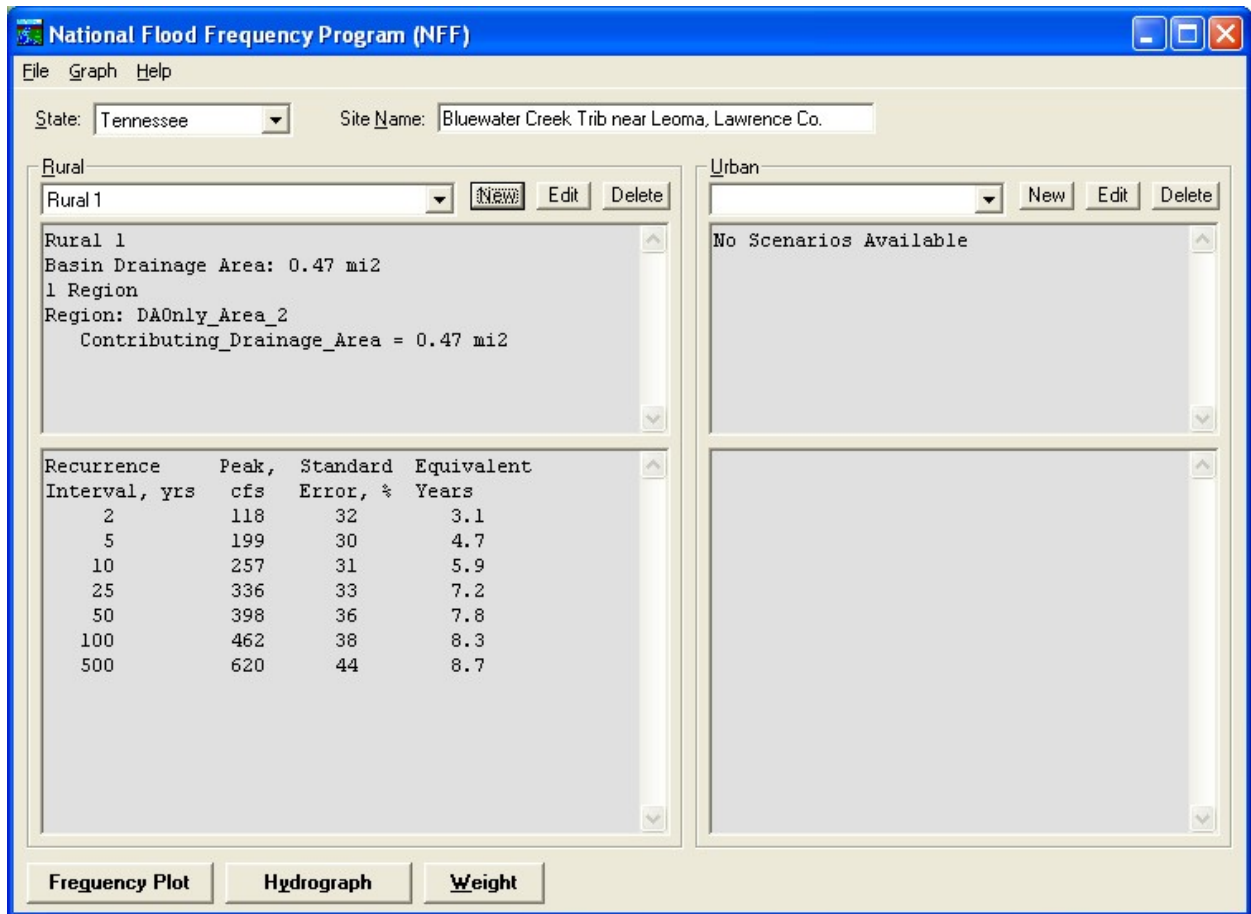 National Flood Frequency Program (NFF)
File Graph Help
State: Tennessee Site Name: Bluewater Creek Trib near Leoma, Lawrence Co.
Rural
Rural 1 New Edit Delete
Rural 1
Basin Drainage Area: 0.47 mi2
1 Region
Region: DAOnly_Area_2
Contributing_Drainage_Area = 0.47 mi2
Recurrence Peak, Standard Equivalent
Interval, yrs cfs Error, % Years
2 118 32 3.1
5 199 30 4.7
10 257 31 5.9
25 336 33 7.2
50 398 36 7.8
100 462 38 8.3
500 620 44 8.7
Urban
New Edit Delete
No Scenarios Available
Frequency Plot Hydrograph Weight